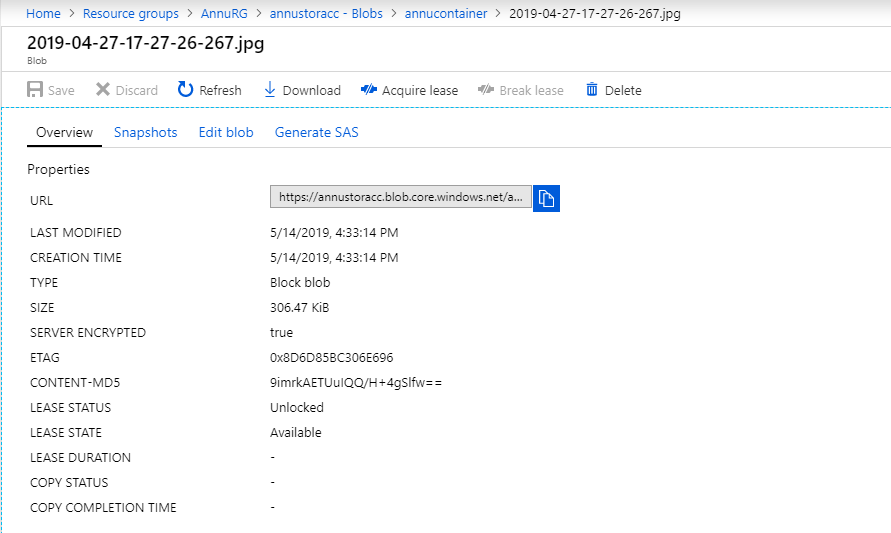 Home > Resource groups > AnnuRG > annustoracc - Blobs > annucontainer > 2019-04-27-17-27-26-267.jpg
2019-04-27-17-27-26-267.jpg
Blob
Save Discard Refresh Download Acquire lease Break lease Delete
Overview Snapshots Edit blob Generate SAS
Properties
URL https://annustoracc.blob.core.windows.net/a...
LAST MODIFIED 5/14/2019, 4:33:14 PM
CREATION TIME 5/14/2019, 4:33:14 PM
TYPE Block blob
SIZE 306.47 KiB
SERVER ENCRYPTED true
ETAG 0x8D6D85BC306E696
CONTENT-MD5 9imrkAETUuIQQ/H+4gSlfw==
LEASE STATUS Unlocked
LEASE STATE Available
LEASE DURATION -
COPY STATUS -
COPY COMPLETION TIME -